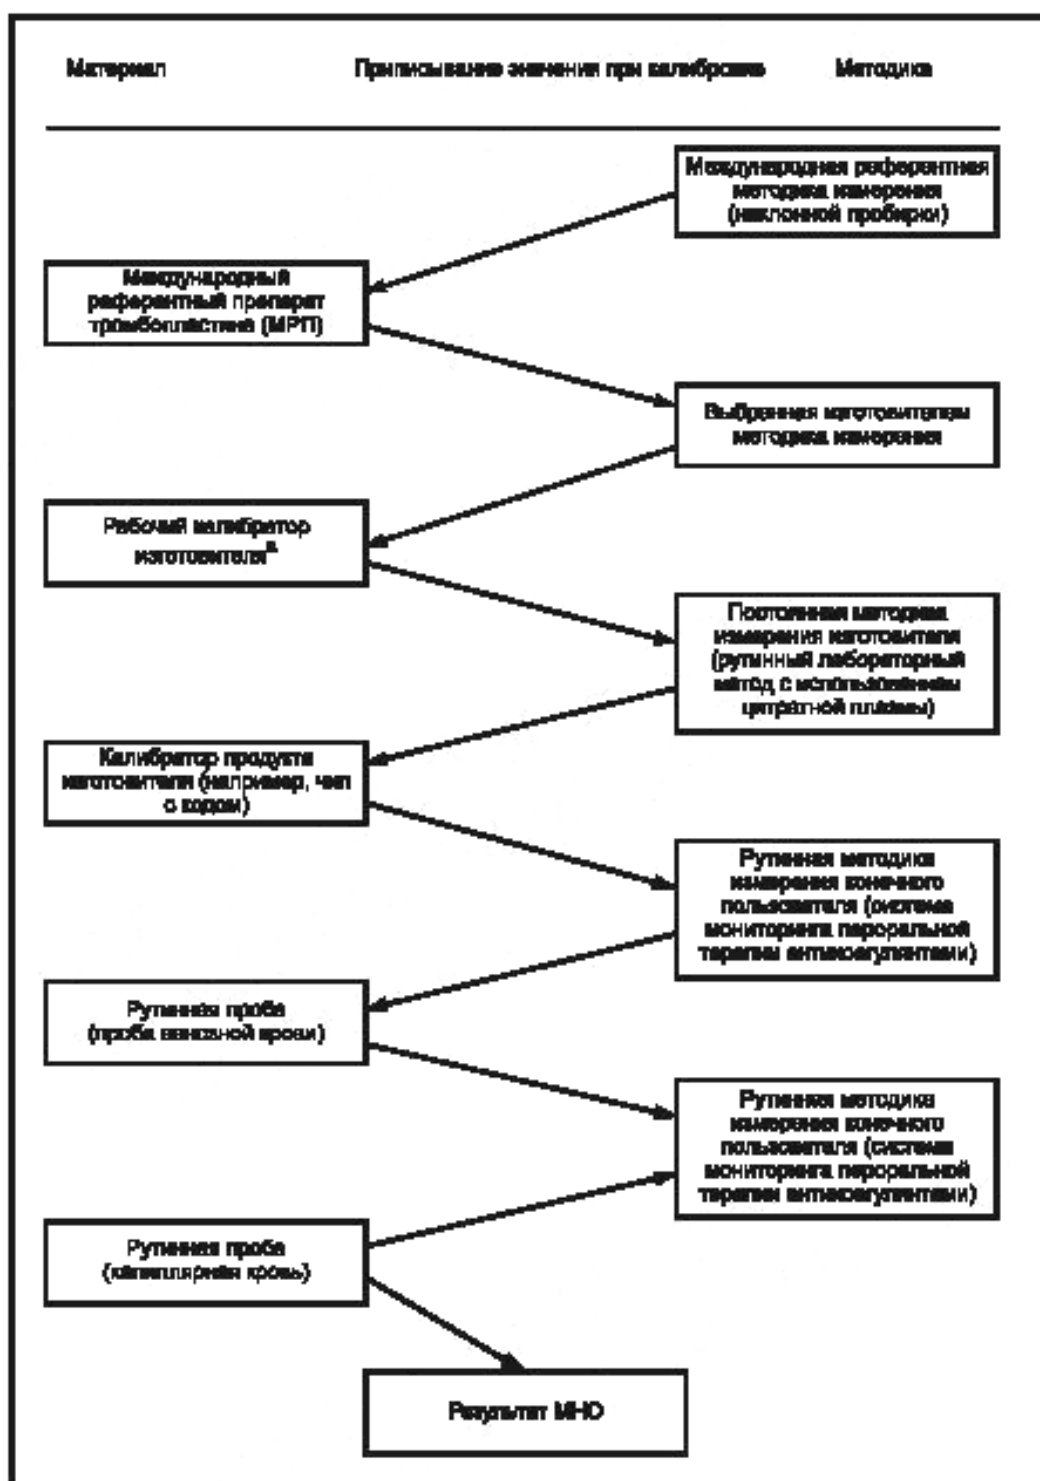 Материал Приписывание значения при калибровке Методика
Международная референтная
методика измерения
(наклонной пробирки)
Международный
референтный препарат
тромбопластина (МРП)
Выбранная изготовителем
методика измерения
Рабочий калибратор
изготовителяа
Постоянная методика
измерения изготовителя
(рутинный лабораторный
метод с использованием
цитратной плазмы)
Калибратор продукта
изготовителя (например, чип
с кодом)
Рутинная методика
измерения конечного
пользователя (система
мониторинга пероральной
терапии антикоагулянтами)
Рутинная проба
(проба венозной крови)
Рутинная методика
измерения конечного
пользователя (система
мониторинга пероральной
терапии антикоагулянтами)
Рутинная проба
(капиллярная кровь)
Результат МНО